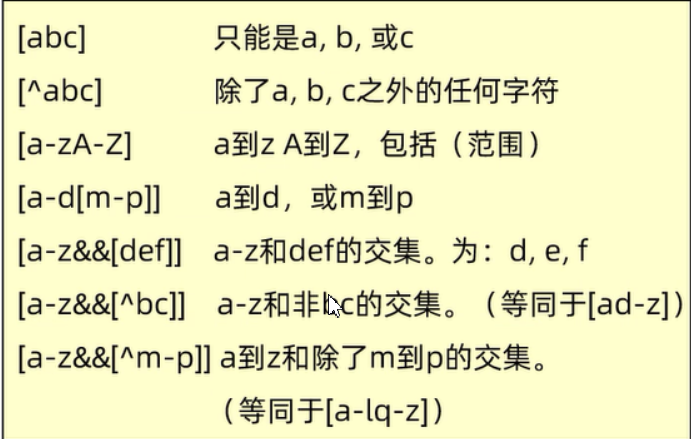 [abc] 只能是a, b, 或c
[^abc] 除了a, b, c之外的任何字符
[a-zA-Z] a到z A到Z，包括（范围）
[a-d[m-p]] a到d，或m到p
[a-z&&[def]] a-z和def的交集。为：d, e, f
[a-z&&[^bc]] a-z和非bc的交集。（等同于[ad-z]）
[a-z&&[^m-p]] a到z和除了m到p的交集。
（等同于[a-lq-z]）